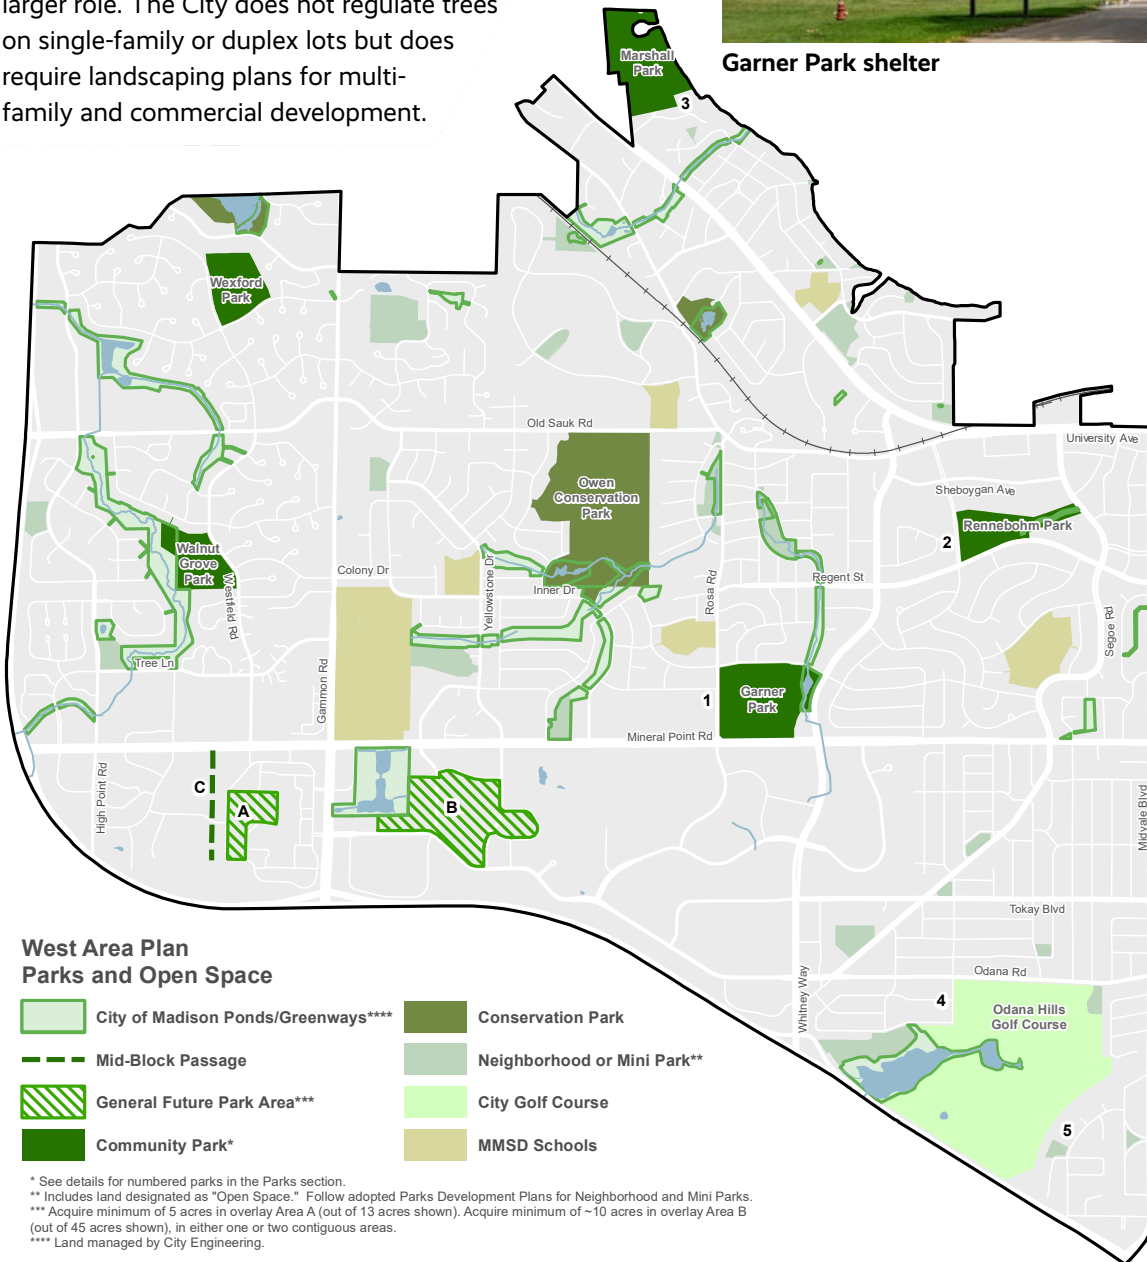 larger role. The City does not regulate trees
on single-family or duplex lots but does
require landscaping plans for multi-
family and commercial development.
Garner Park shelter
Marshall
Park
3
Wexford
Park
Old Sauk Rd
University Ave
Owen
Conservation
Park
Sheboygan Ave
Rennebohm Park
2
Walnut
Grove
Park
Westfield Rd
Colony Dr
Yellowstone Dr
Inner Dr
Rosa Rd
Regent St
Segoe Rd
Tree Ln
Gammon Rd
1
Garner
Park
Mineral Point Rd
High Point Rd
C
A
B
Midvale Blvd
Tokay Blvd
Whitney Way
Odana Rd
4
Odana Hills
Golf Course
5
West Area Plan
Parks and Open Space
City of Madison Ponds/Greenways****
Mid-Block Passage
General Future Park Area***
Community Park*
Conservation Park
Neighborhood or Mini Park**
City Golf Course
MMSD Schools
* See details for numbered parks in the Parks section.
** Includes land designated as "Open Space." Follow adopted Parks Development Plans for Neighborhood and Mini Parks.
*** Acquire minimum of 5 acres in overlay Area A (out of 13 acres shown). Acquire minimum of ~10 acres in overlay Area B
(out of 45 acres shown), in either one or two contiguous areas.
**** Land managed by City Engineering.